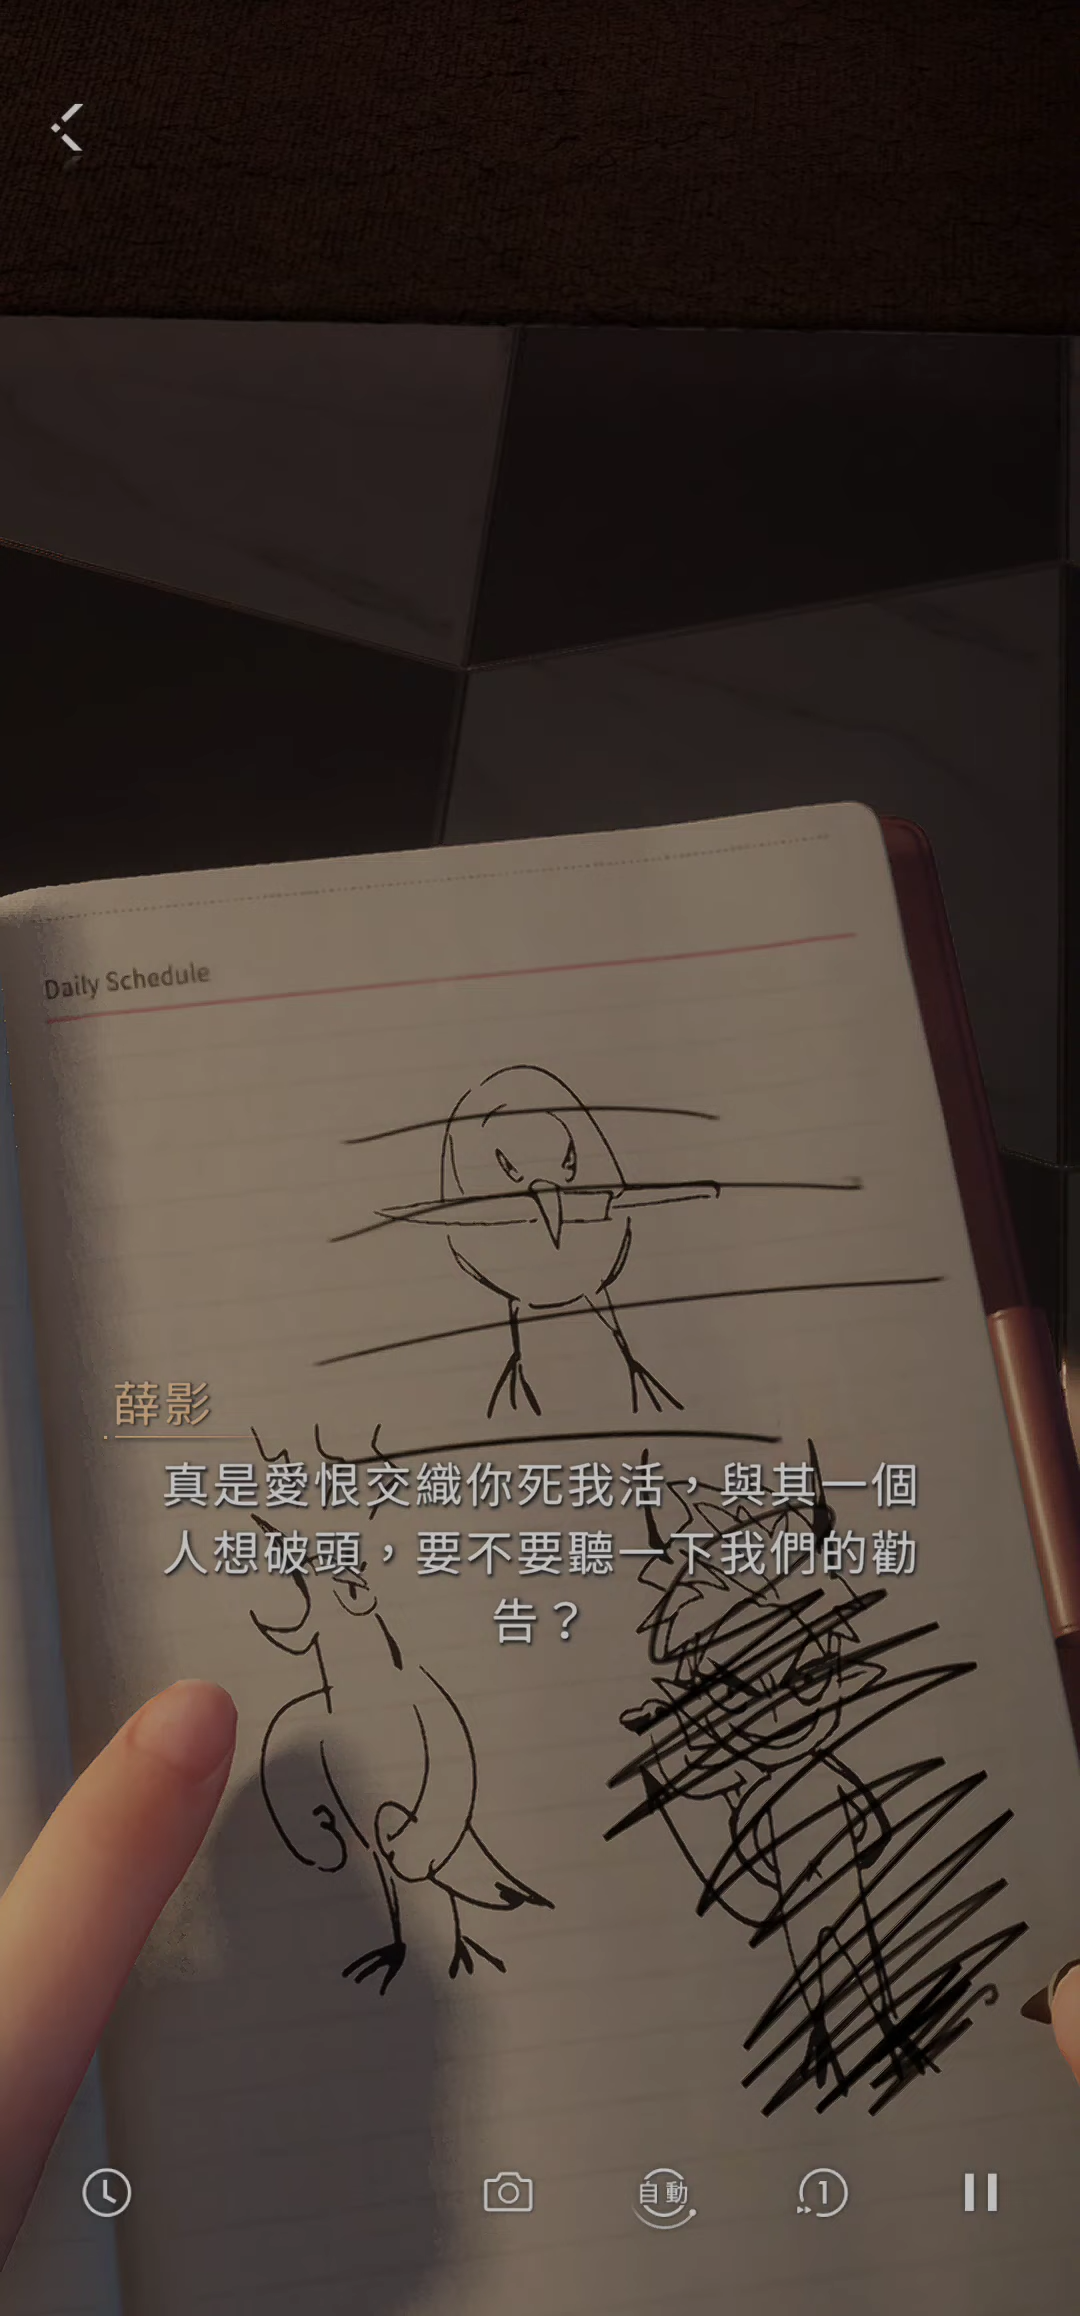 Daily Schedule
薛影
真是愛恨交織你死我活，與其一個
人想破頭，要不要聽一下我們的勸
告？
自動
1